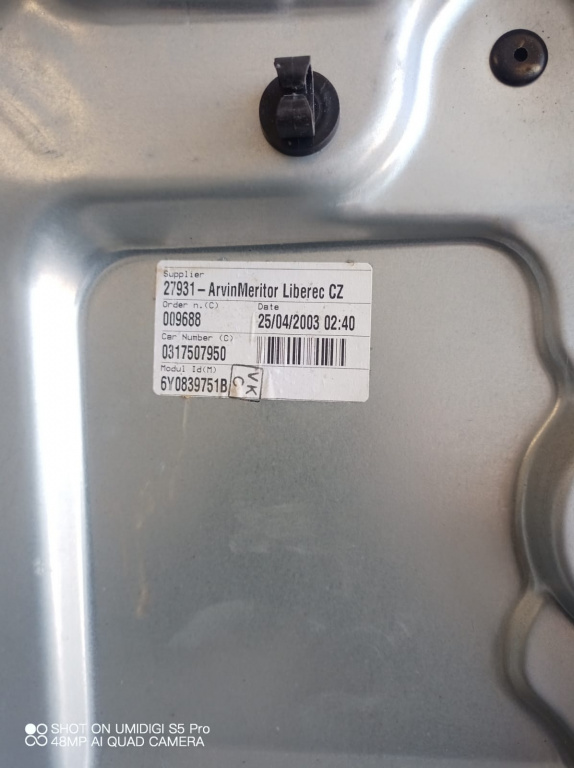 Supplier
27931-ArvinMeritor Liberec CZ
Order n.(C) Date
009688 25/04/2003 02:40
Car Number (C)
0317507950
Modul Id(M)
6Y0839751B VK C
SHOT ON UMIDIGI S5 Pro
48MP AI QUAD CAMERA